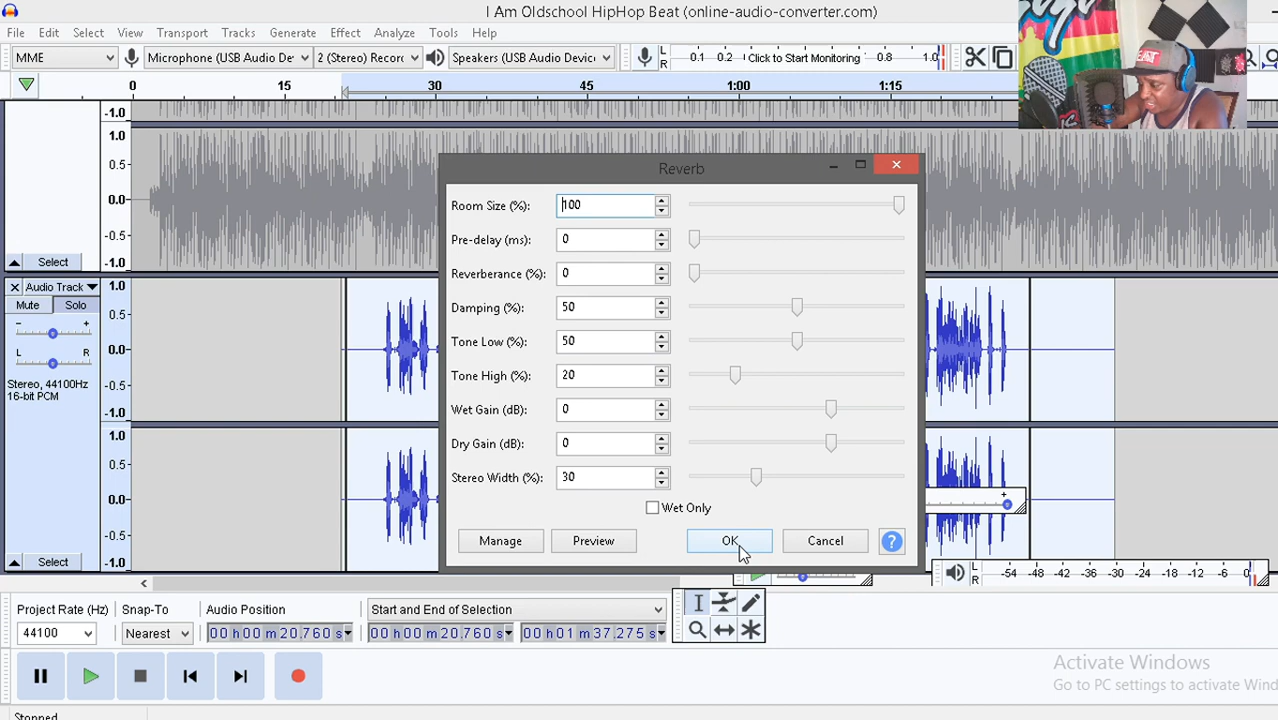 I Am Oldschool HipHop Beat (online-audio-converter.com)
File Edit Select View Transport Tracks Generate Effect Analyze Tools Help
MME Microphone (USB Audio De 2 (Stereo) Recor Speakers (USB Audio Devic L R 0.1 0.2 Click to Start Monitoring 0.8 1.0
0 15 30 45 1:00 1:15
-1.0
1.0
0.5
0.0
-0.5
-1.0
Select
Audio Track
Mute Solo
- +
L R
Stereo, 44100Hz
16-bit PCM
1.0
0.5
0.0
-0.5
-1.0
1.0
0.5
0.0
-0.5
-1.0
Select
Reverb
Room Size (%): 100
Pre-delay (ms): 0
Reverberance (%): 0
Damping (%): 50
Tone Low (%): 50
Tone High (%): 20
Wet Gain (dB): 0
Dry Gain (dB): 0
Stereo Width (%): 30
Wet Only
Manage Preview OK Cancel ?
+
L R -54 -48 -42 -36 -30 -24 -18 -12 -6 0
Project Rate (Hz) Snap-To Audio Position Start and End of Selection
44100 Nearest 00 h 00 m 20.760 s 00 h 00 m 20.760 s 00 h 01 m 37.275 s
Activate Windows
Go to PC settings to activate Wind
Stopped.